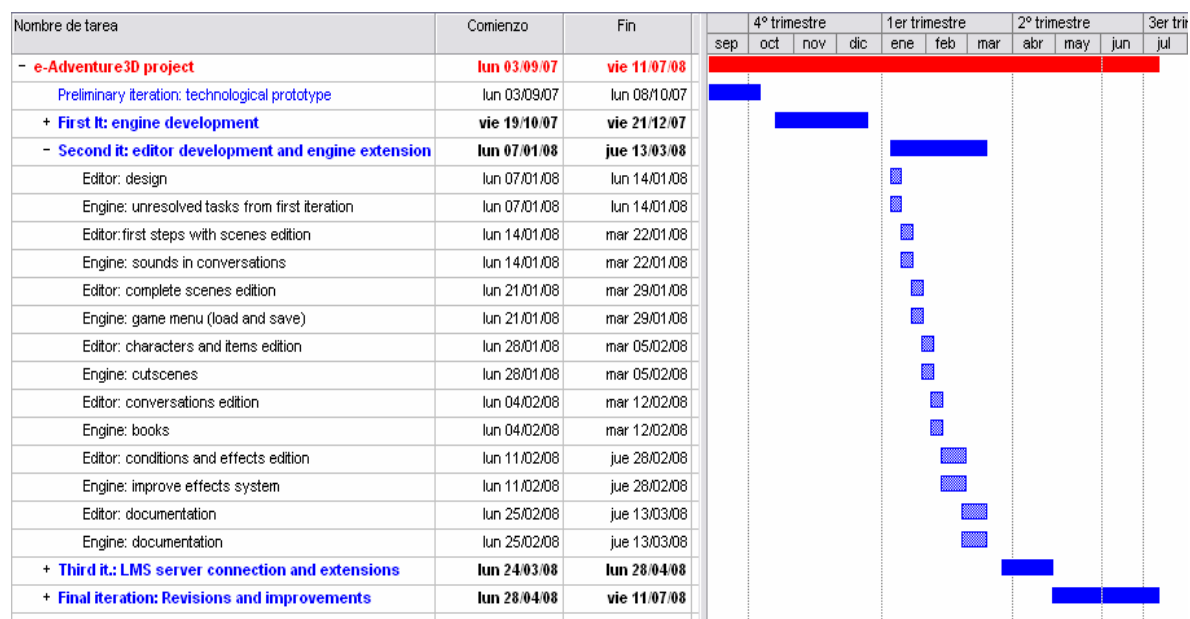 Nombre de tarea Comienzo Fin 4º trimestre 1er trimestre 2º trimestre 3er tri
sep oct nov dic ene feb mar abr may jun jul
- e-Adventure3D project lun 03/09/07 vie 11/07/08
Preliminary iteration: technological prototype lun 03/09/07 lun 08/10/07
+ First It: engine development vie 19/10/07 vie 21/12/07
- Second it: editor development and engine extension lun 07/01/08 jue 13/03/08
Editor: design lun 07/01/08 lun 14/01/08
Engine: unresolved tasks from first iteration lun 07/01/08 lun 14/01/08
Editor:first steps with scenes edition lun 14/01/08 mar 22/01/08
Engine: sounds in conversations lun 14/01/08 mar 22/01/08
Editor: complete scenes edition lun 21/01/08 mar 29/01/08
Engine: game menu (load and save) lun 21/01/08 mar 29/01/08
Editor: characters and items edition lun 28/01/08 mar 05/02/08
Engine: cutscenes lun 28/01/08 mar 05/02/08
Editor: conversations edition lun 04/02/08 mar 12/02/08
Engine: books lun 04/02/08 mar 12/02/08
Editor: conditions and effects edition lun 11/02/08 jue 28/02/08
Engine: improve effects system lun 11/02/08 jue 28/02/08
Editor: documentation lun 25/02/08 jue 13/03/08
Engine: documentation lun 25/02/08 jue 13/03/08
+ Third it.: LMS server connection and extensions lun 24/03/08 lun 28/04/08
+ Final iteration: Revisions and improvements lun 28/04/08 vie 11/07/08